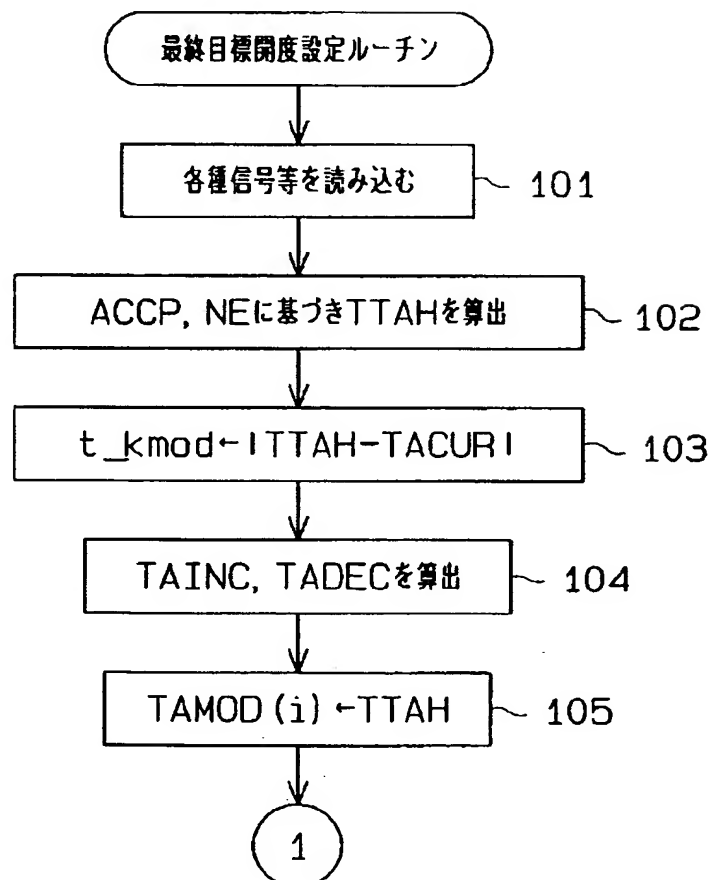 最終目標開度設定ルーチン
各種信号等を読み込む
101
ACCP, NEに基づきTTAHを算出
102
t_kmod←|TTAH-TACUR|
103
TAINC, TADECを算出
104
TAMOD(i)←TTAH
105
1